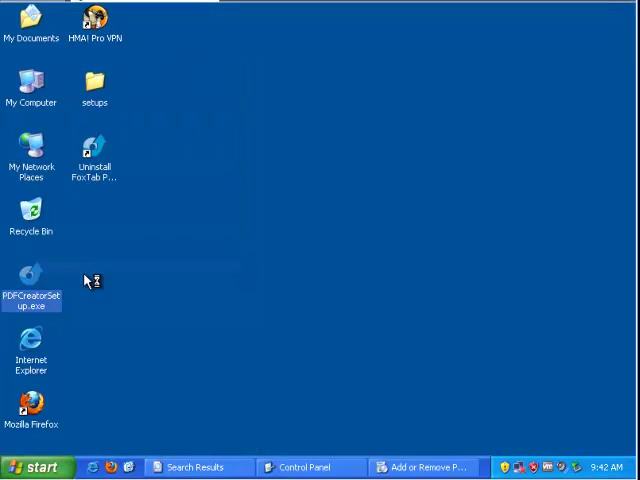 My Documents
HMA! Pro VPN
My Computer
setups
My Network
Places
Uninstall
FoxTab P...
Recycle Bin
PDFCreatorSet
up.exe
Internet
Explorer
Mozilla Firefox
start
Search Results
Control Panel
Add or Remove P...
9:42 AM